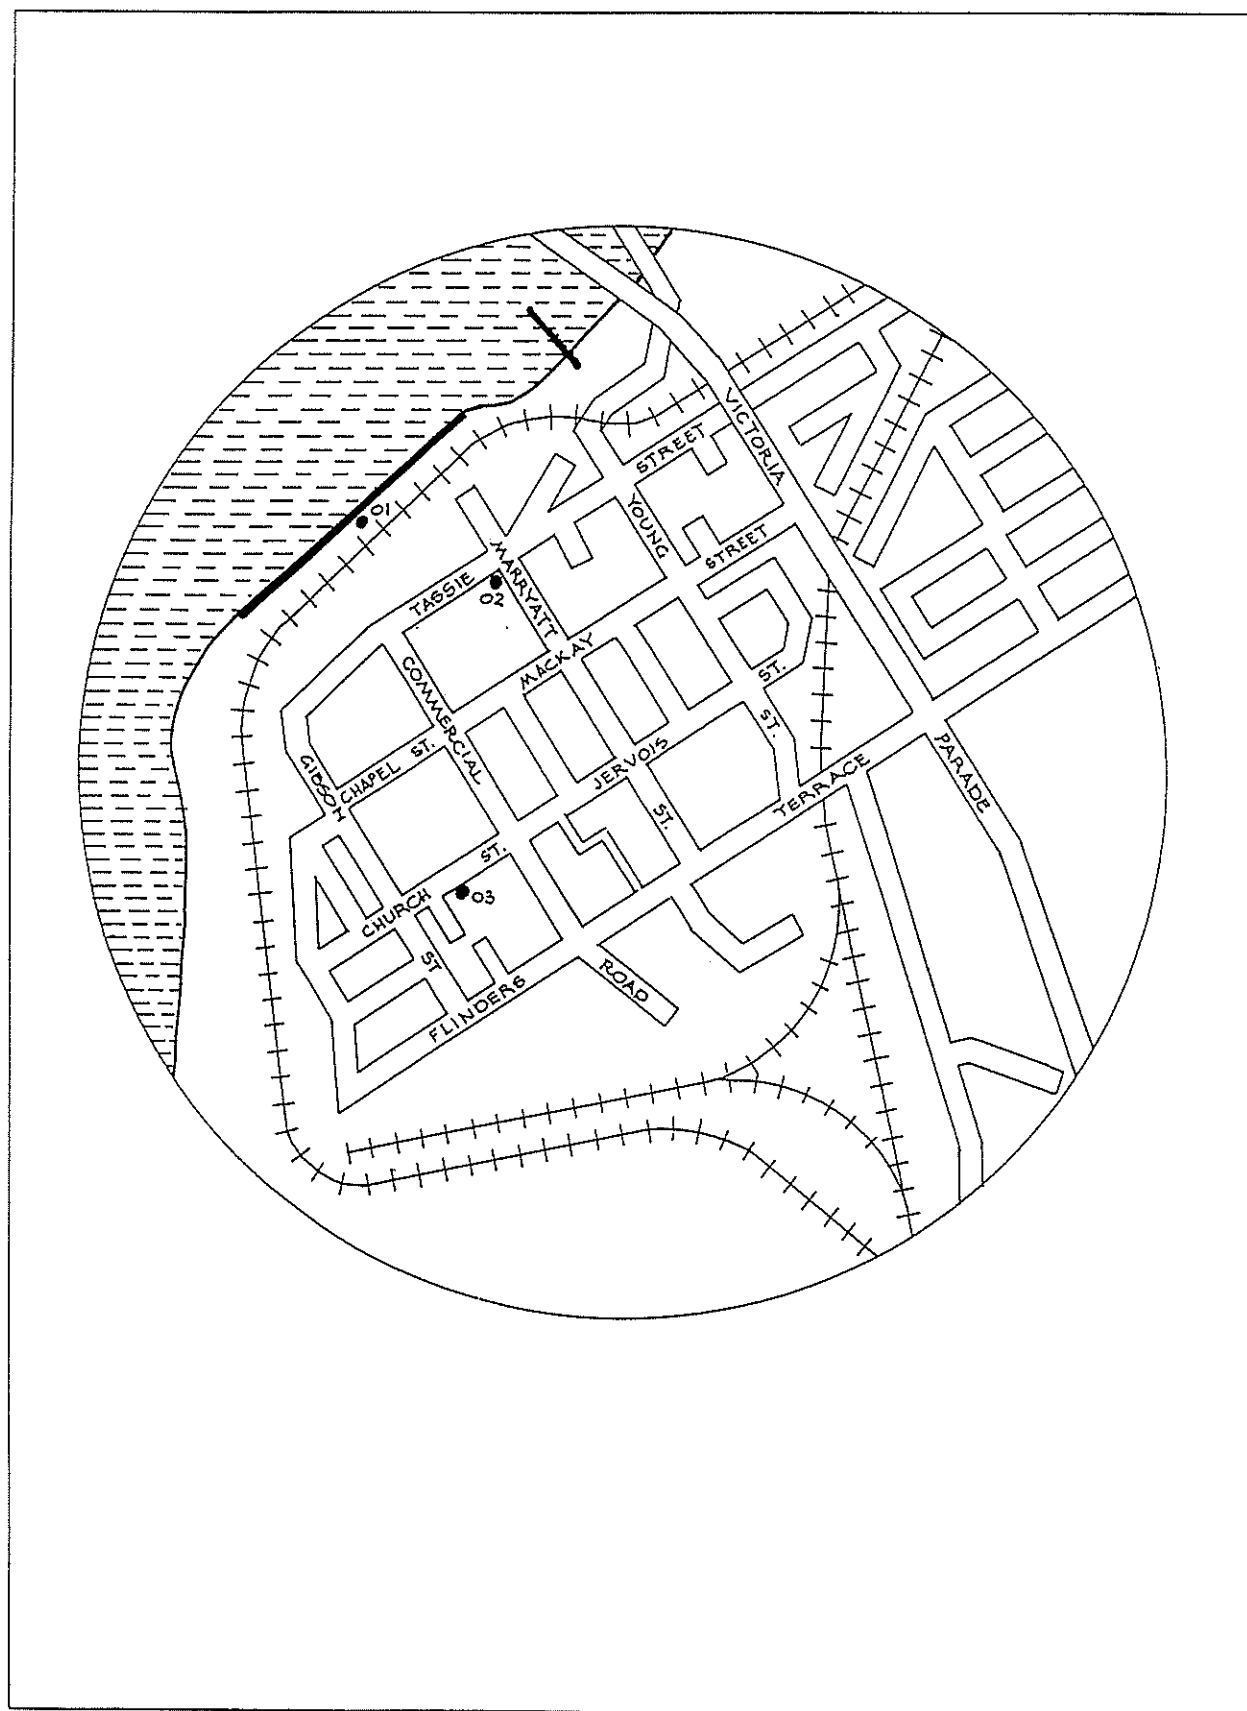 01
VICTORIA
STREET
YOUNG
STREET
MARRYATT
TASSIE
02
MACKAY
ST.
COMMERCIAL
ST.
JERVOIS
ST.
GIBSON
CHAPEL ST.
TERRACE
PARADE
ST.
ST.
CHURCH
03
ST
FLINDERS
ROAD